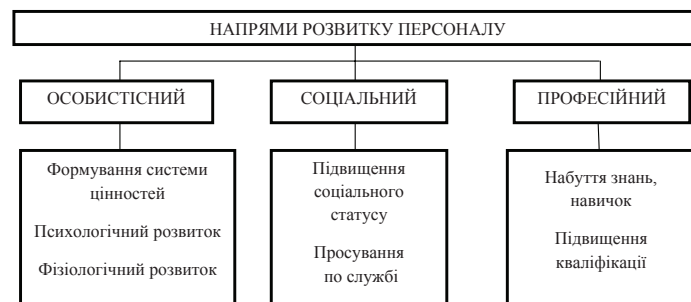 НАПРЯМИ РОЗВИТКУ ПЕРСОНАЛУ
ОСОБИСТІСНИЙ
СОЦІАЛЬНИЙ
ПРОФЕСІЙНИЙ
Формування системи
цінностей
Психологічний розвиток
Фізіологічний розвиток
Підвищення
соціального
статусу
Просування
по службі
Набуття знань,
навичок
Підвищення
кваліфікації